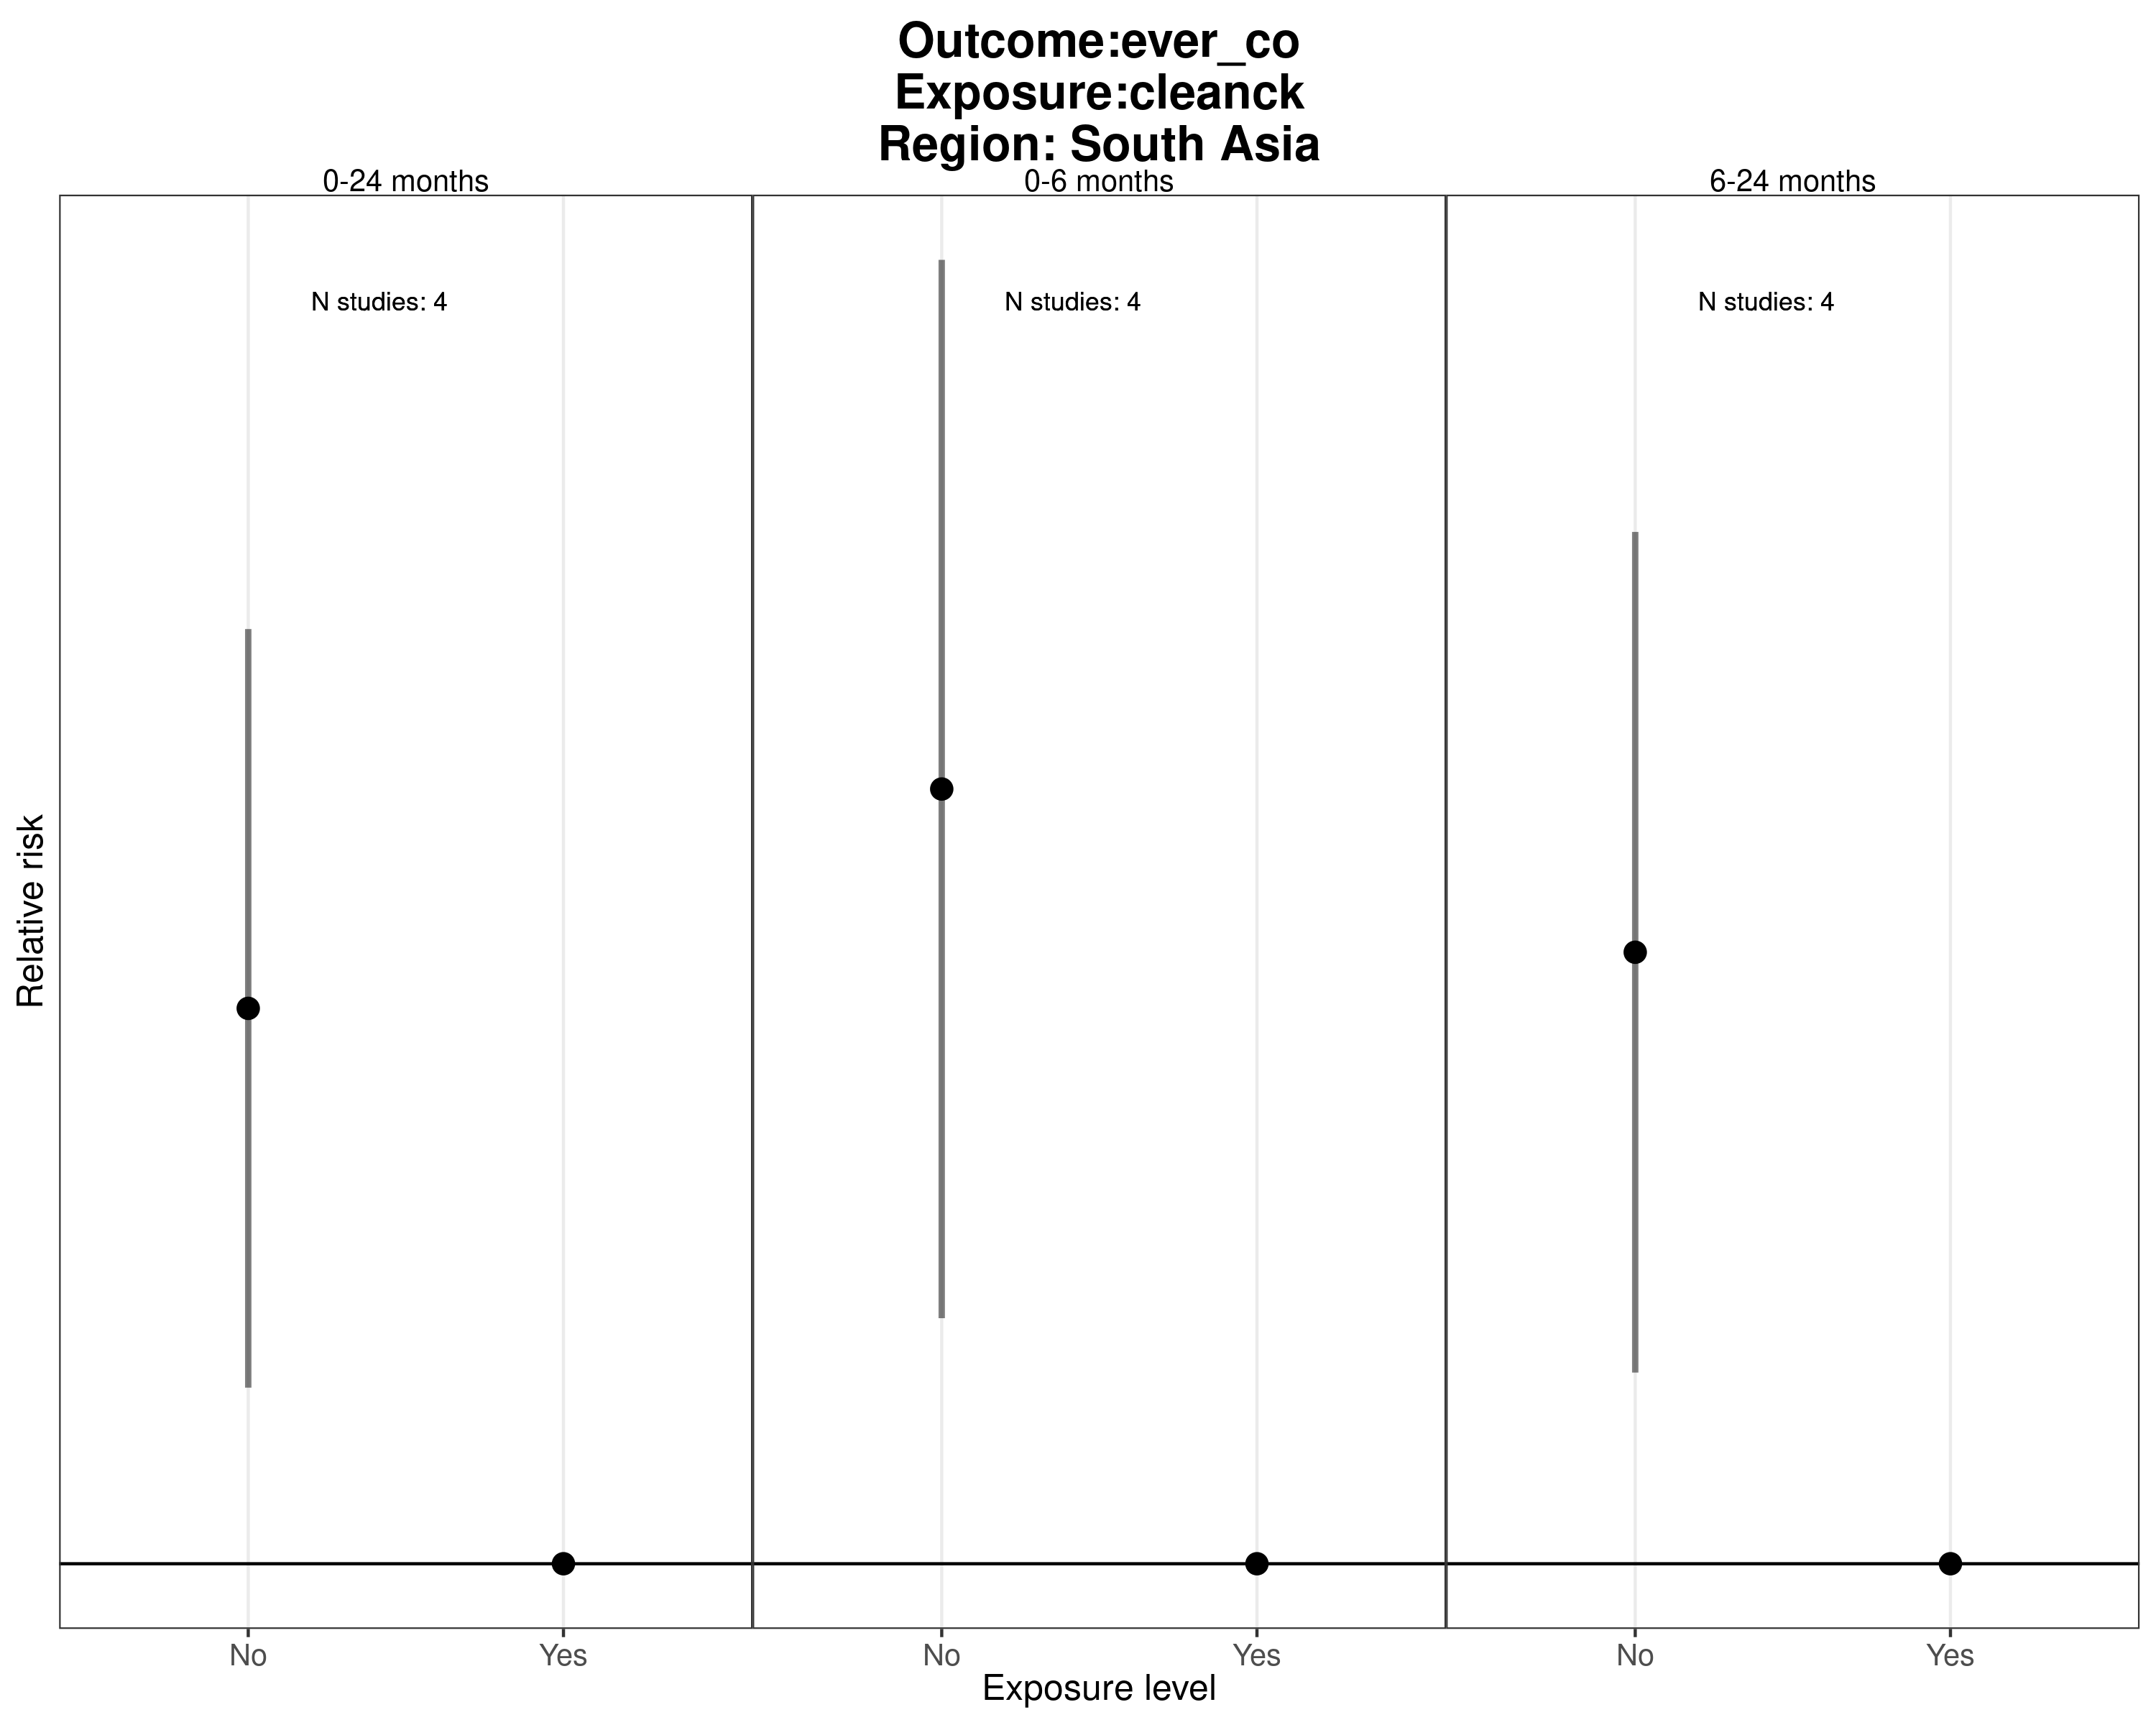 Outcome:ever_co
Exposure:cleanck
Region: South Asia
0-24 months
0-6 months
6-24 months
N studies: 4
N studies: 4
N studies: 4
Relative risk
No
Yes
No
Yes
No
Yes
Exposure level